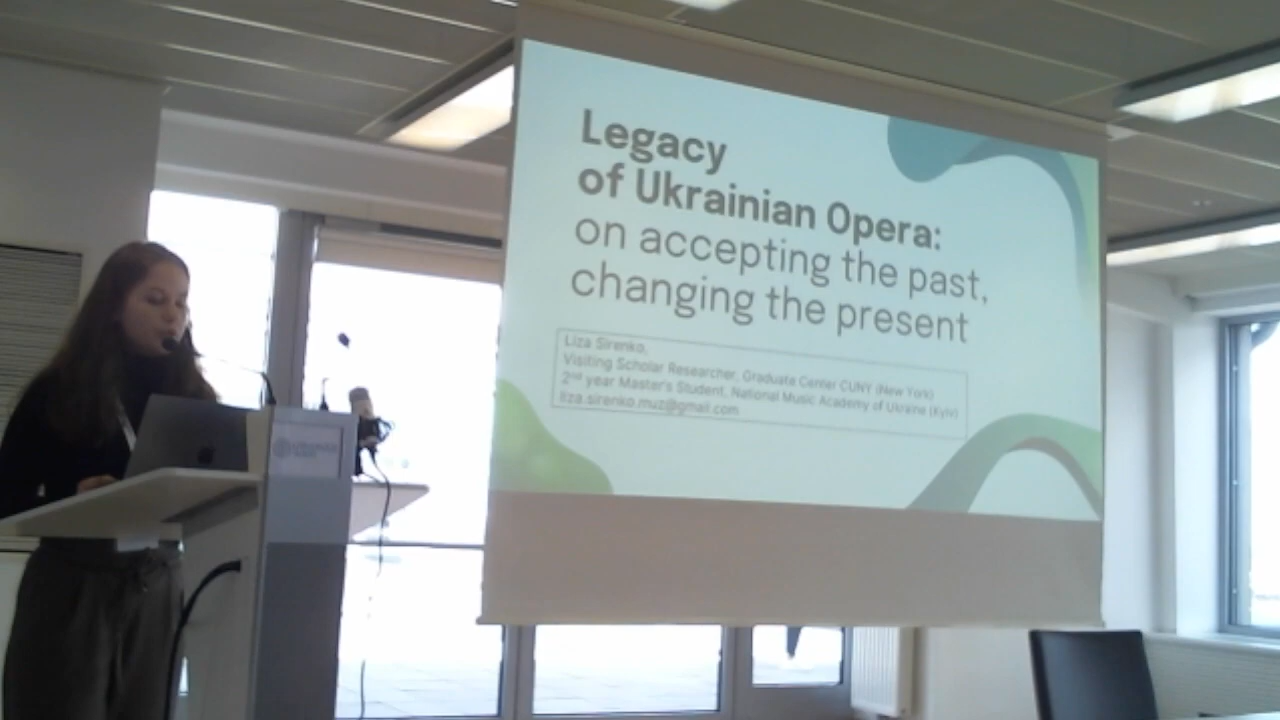 Legacy
of Ukrainian Opera:
on accepting the past,
changing the present
Liza Sirenko,
Visiting Scholar Researcher, Graduate Center CUNY (New York)
2nd year Master's Student, National Music Academy of Ukraine (Kyiv)
liza.sirenko.muz@gmail.com